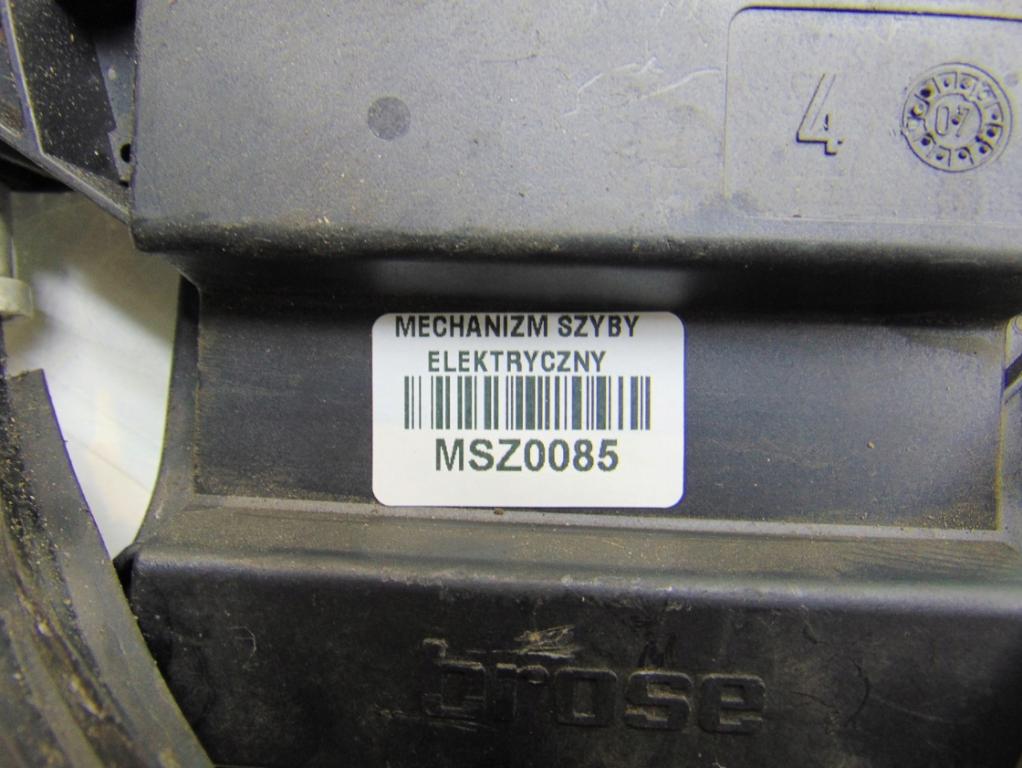 4
07
MECHANIZM SZYBY
ELEKTRYCZNY
MSZ0085
brose